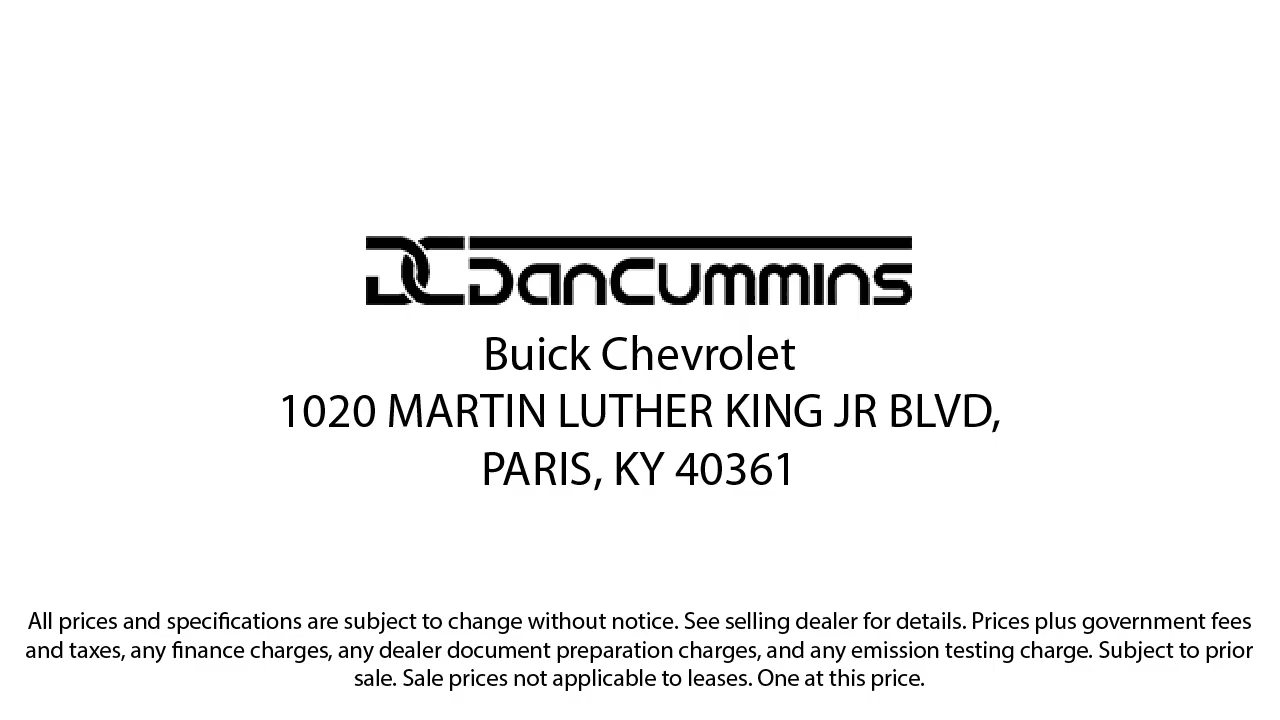 DC DanCummins
Buick Chevrolet
1020 MARTIN LUTHER KING JR BLVD,
PARIS, KY 40361
All prices and specifications are subject to change without notice. See selling dealer for details. Prices plus government fees
and taxes, any finance charges, any dealer document preparation charges, and any emission testing charge. Subject to prior
sale. Sale prices not applicable to leases. One at this price.